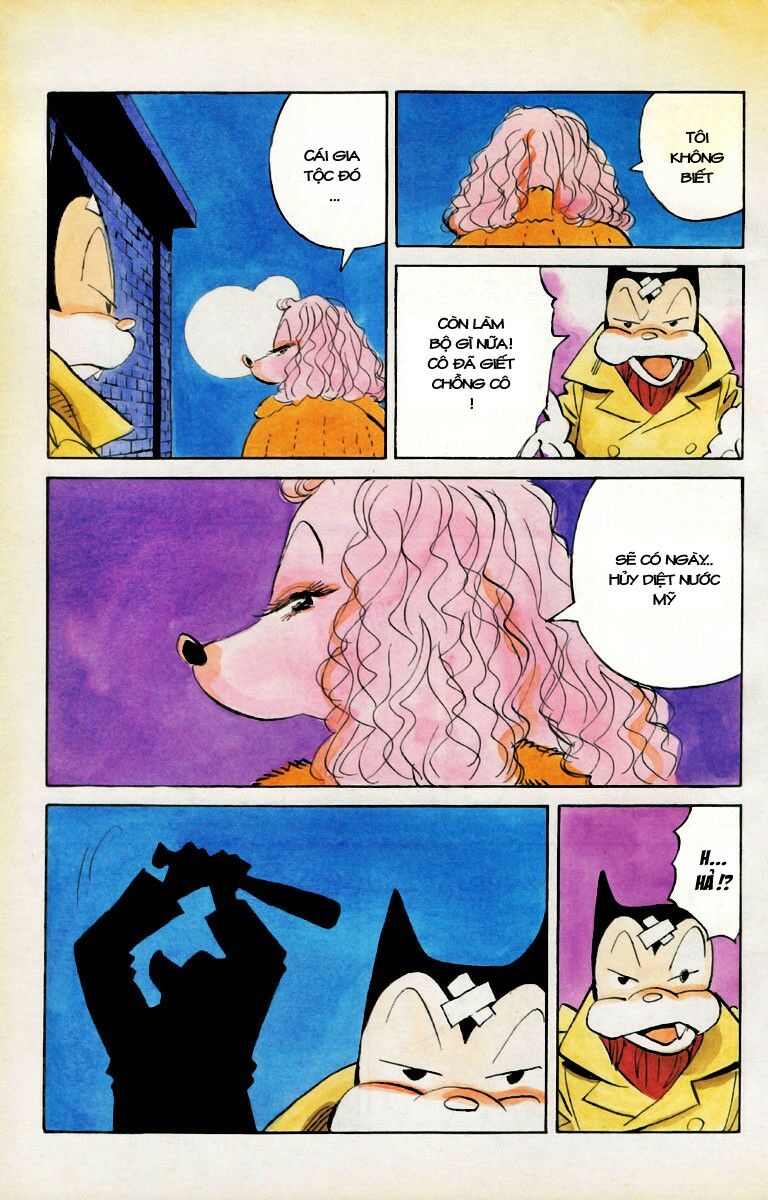 TÔI
KHÔNG
BIẾT
CÁI GIA
TỘC ĐÓ
...
CÒN LÀM
BỘ GÌ NỮA!
CÔ ĐÃ GIẾT
CHỒNG CÔ
!
SẼ CÓ NGÀY...
HỦY DIỆT NƯỚC
MỸ
H...
HẢ!?